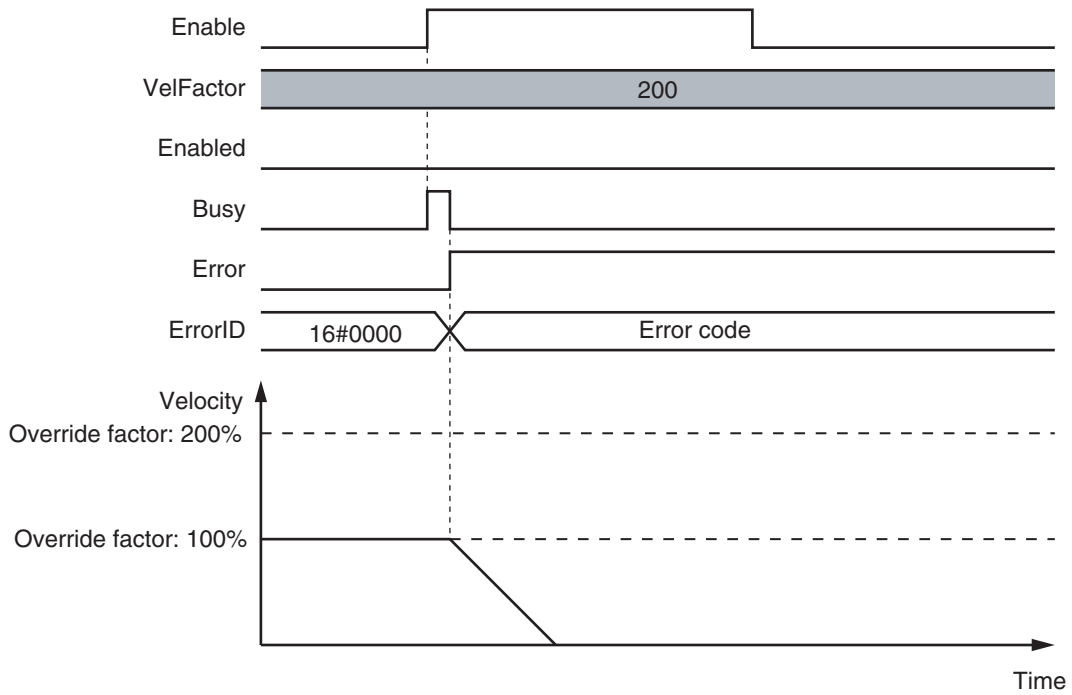 Enable
VelFactor
200
Enabled
Busy
Error
ErrorID
16#0000
Error code
Velocity
Override factor: 200%
Override factor: 100%
Time